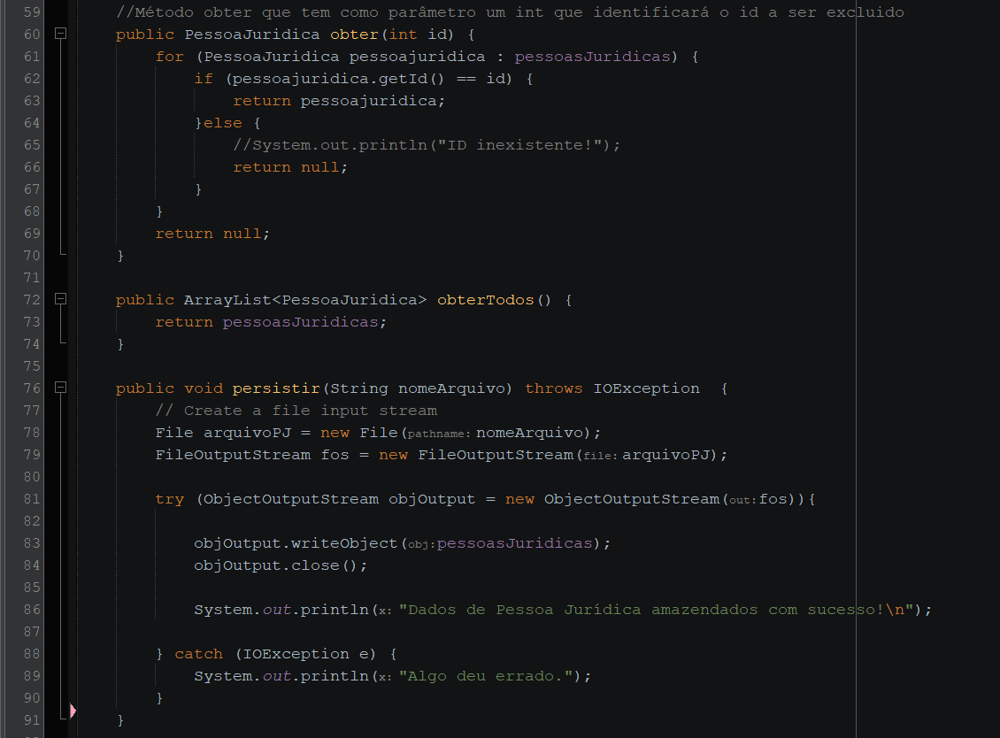 59 //Método obter que tem como parâmetro um int que identificará o id a ser excluido
60 public PessoaJuridica obter(int id) {
61 for (PessoaJuridica pessoajuridica : pessoasJuridicas) {
62 if (pessoajuridica.getId() == id) {
63 return pessoajuridica;
64 }else {
65 //System.out.println("ID inexistente!");
66 return null;
67 }
68 }
69 return null;
70 }
71
72 public ArrayList<PessoaJuridica> obterTodos() {
73 return pessoasJuridicas;
74 }
75
76 public void persistir(String nomeArquivo) throws IOException {
77 // Create a file input stream
78 File arquivoPJ = new File(pathname: nomeArquivo);
79 FileOutputStream fos = new FileOutputStream(file: arquivoPJ);
80
81 try (ObjectOutputStream objOutput = new ObjectOutputStream(out: fos)){
82
83 objOutput.writeObject(obj: pessoasJuridicas);
84 objOutput.close();
85
86 System.out.println(x: "Dados de Pessoa Jurídica amazendados com sucesso!\n");
87
88 } catch (IOException e) {
89 System.out.println(x: "Algo deu errado.");
90 }
91 }